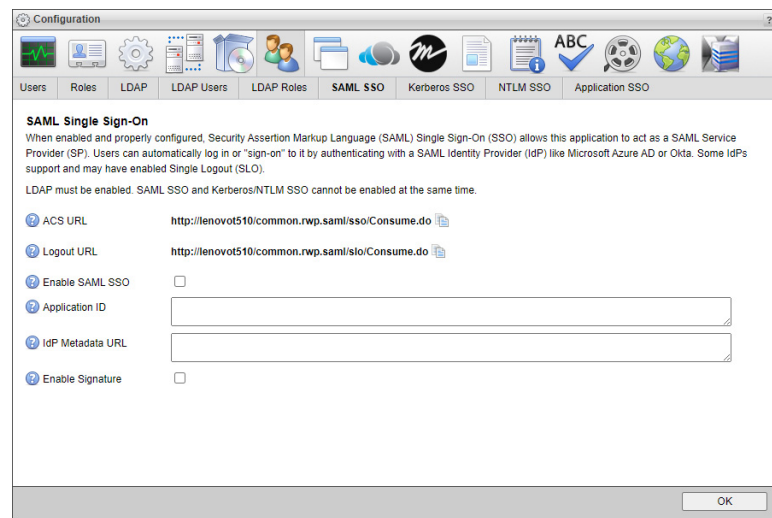 Configuration
?
ABC
Users Roles LDAP LDAP Users LDAP Roles SAML SSO Kerberos SSO NTLM SSO Application SSO
SAML Single Sign-On
When enabled and properly configured, Security Assertion Markup Language (SAML) Single Sign-On (SSO) allows this application to act as a SAML Service
Provider (SP). Users can automatically log in or "sign-on" to it by authenticating with a SAML Identity Provider (IdP) like Microsoft Azure AD or Okta. Some IdPs
support and may have enabled Single Logout (SLO).
LDAP must be enabled. SAML SSO and Kerberos/NTLM SSO cannot be enabled at the same time.
? ACS URL http://lenovot510/common.rwp.saml/sso/Consume.do
? Logout URL http://lenovot510/common.rwp.saml/slo/Consume.do
? Enable SAML SSO
? Application ID
? IdP Metadata URL
? Enable Signature
OK